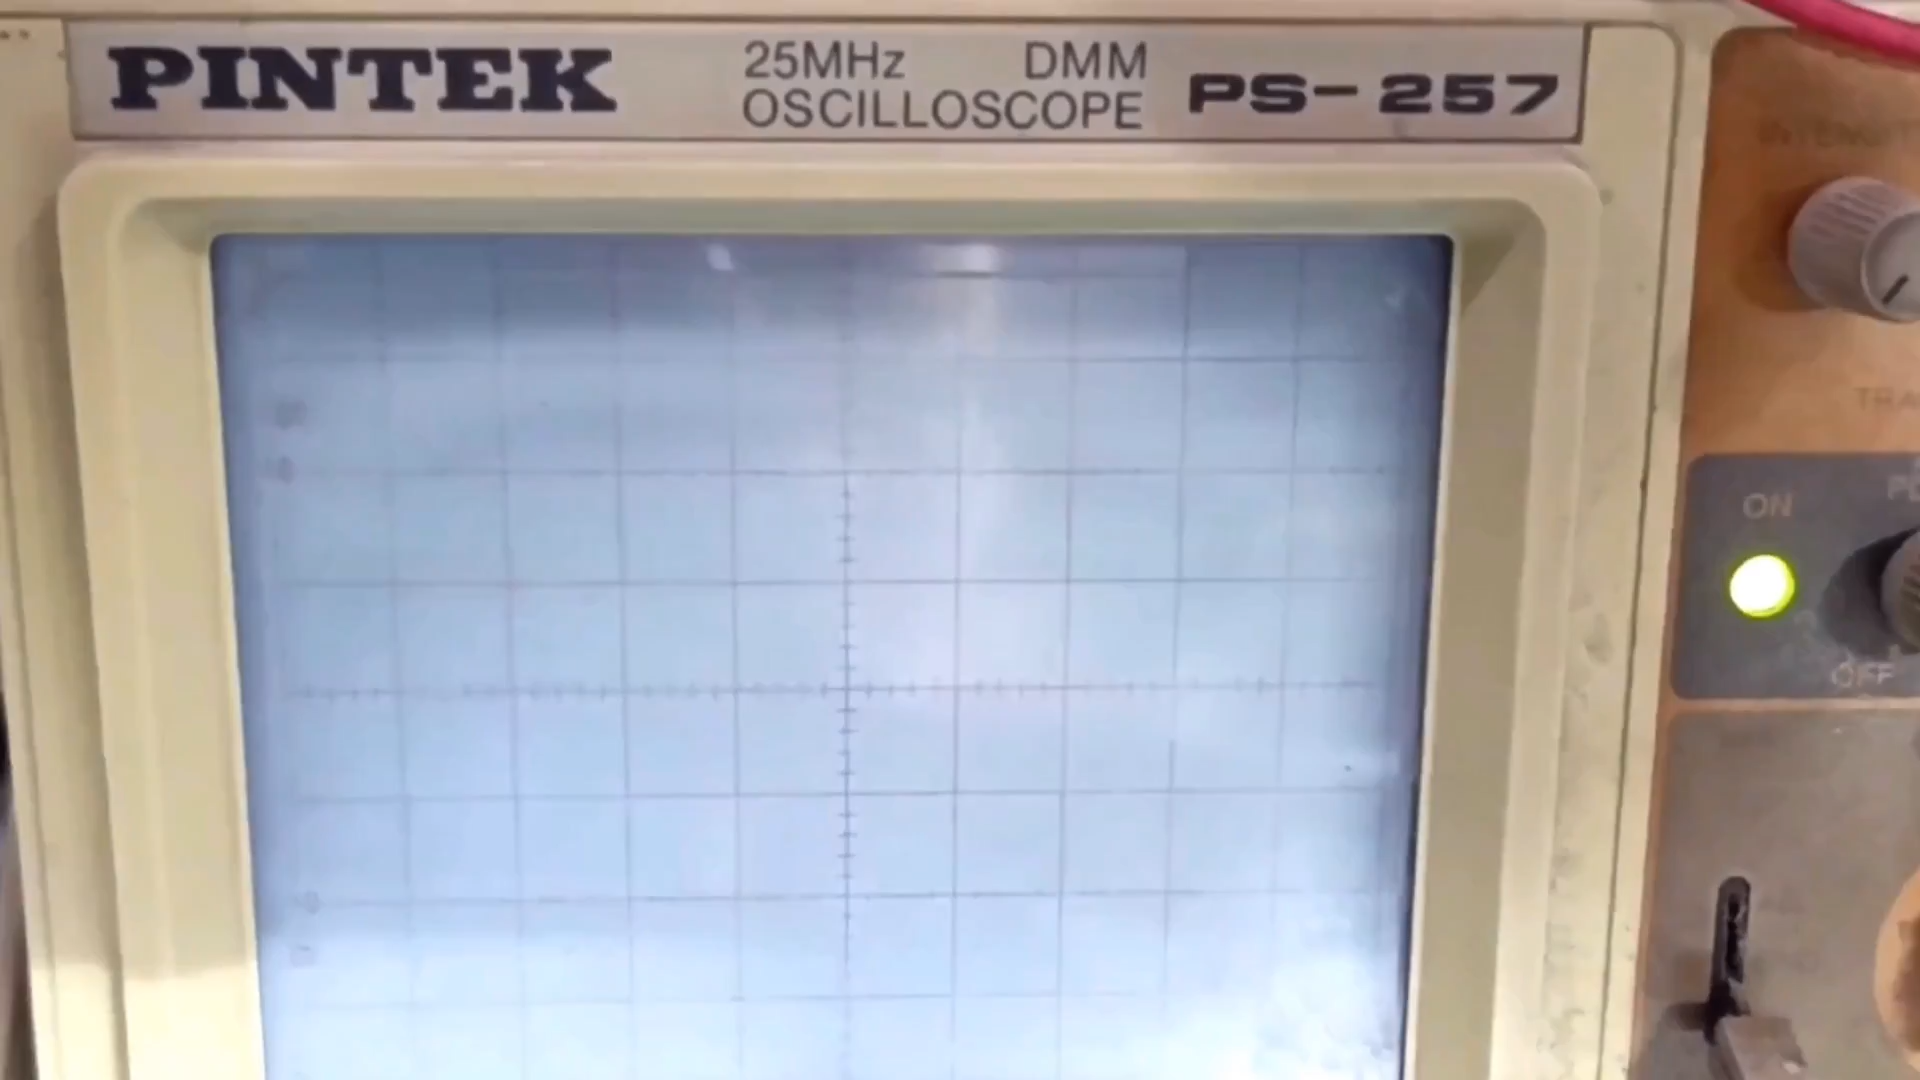 PINTEK
25MHz DMM
OSCILLOSCOPE
PS-257
ON
OFF